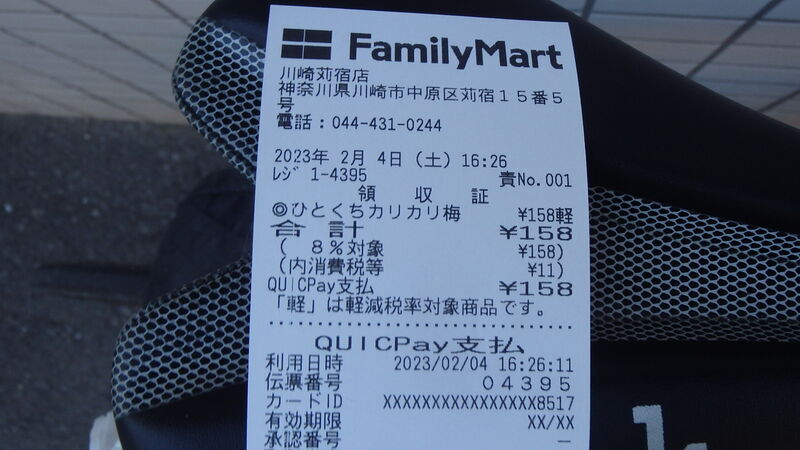 FamilyMart
川崎苅宿店
神奈川県川崎市中原区苅宿１５番５
号
電話：044-431-0244
2023年 2月 4日（土）16:26
ﾚｼﾞ 1-4395 責No.001
領 収 証
◎ひとくちカリカリ梅 ¥158軽
合 計 ¥158
（ 8％対象 ¥158）
（内消費税等 ¥11）
QUICPay支払 ¥158
「軽」は軽減税率対象商品です。
QUICPay支払
利用日時 2023/02/04 16:26:11
伝票番号 04395
カードID XXXXXXXXXXXXXXXX8517
有効期限 XX/XX
承認番号 －